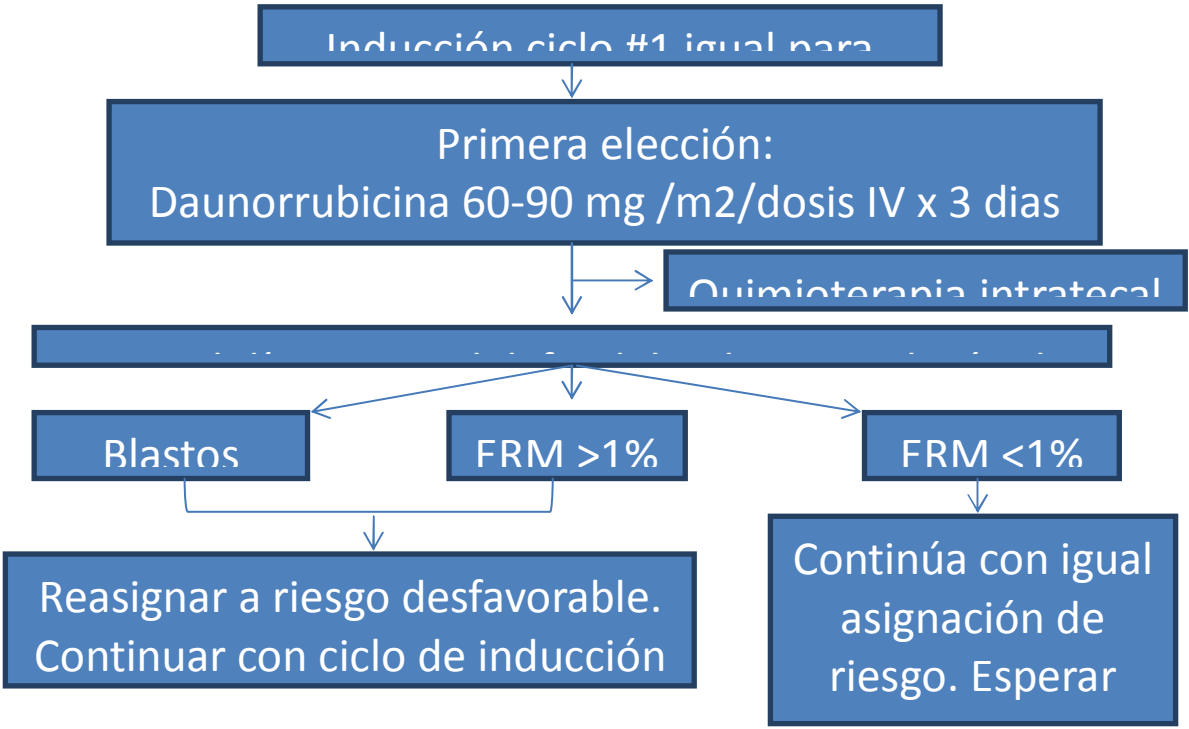 Inducción ciclo #1 igual para
Primera elección:
Daunorrubicina 60-90 mg /m2/dosis IV x 3 dias
Quimioterapia intratecal
Blastos
ERM >1%
ERM <1%
Reasignar a riesgo desfavorable.
Continuar con ciclo de inducción
Continúa con igual
asignación de
riesgo. Esperar